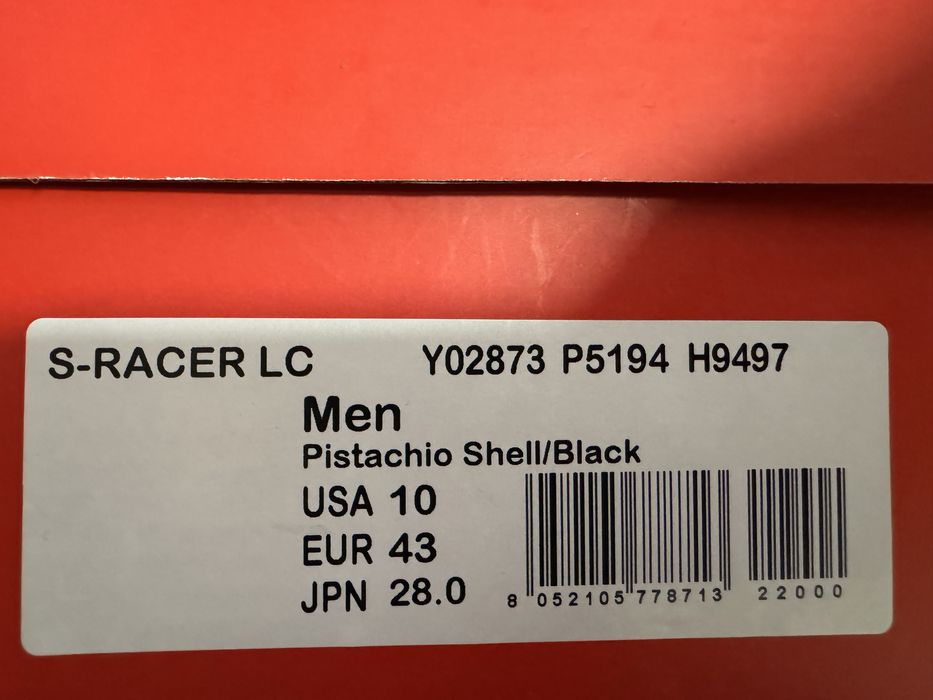 S-RACER LC Y02873 P5194 H9497
Men
Pistachio Shell/Black
USA 10
EUR 43
JPN 28.0
8 052105 778713 22000